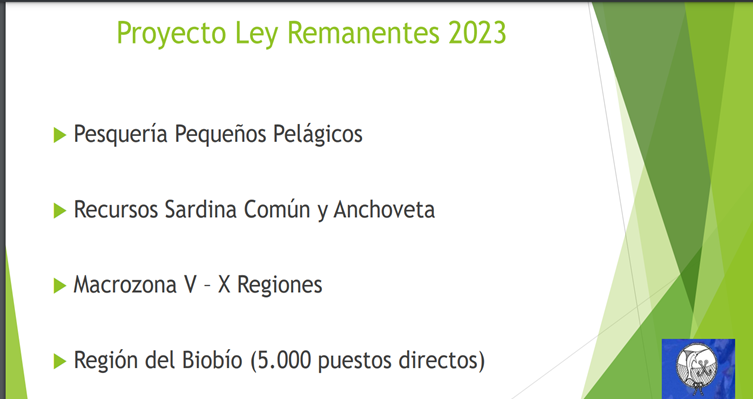 Proyecto Ley Remanentes 2023
Pesquería Pequeños Pelágicos
Recursos Sardina Común y Anchoveta
Macrozona V – X Regiones
Región del Biobío (5.000 puestos directos)